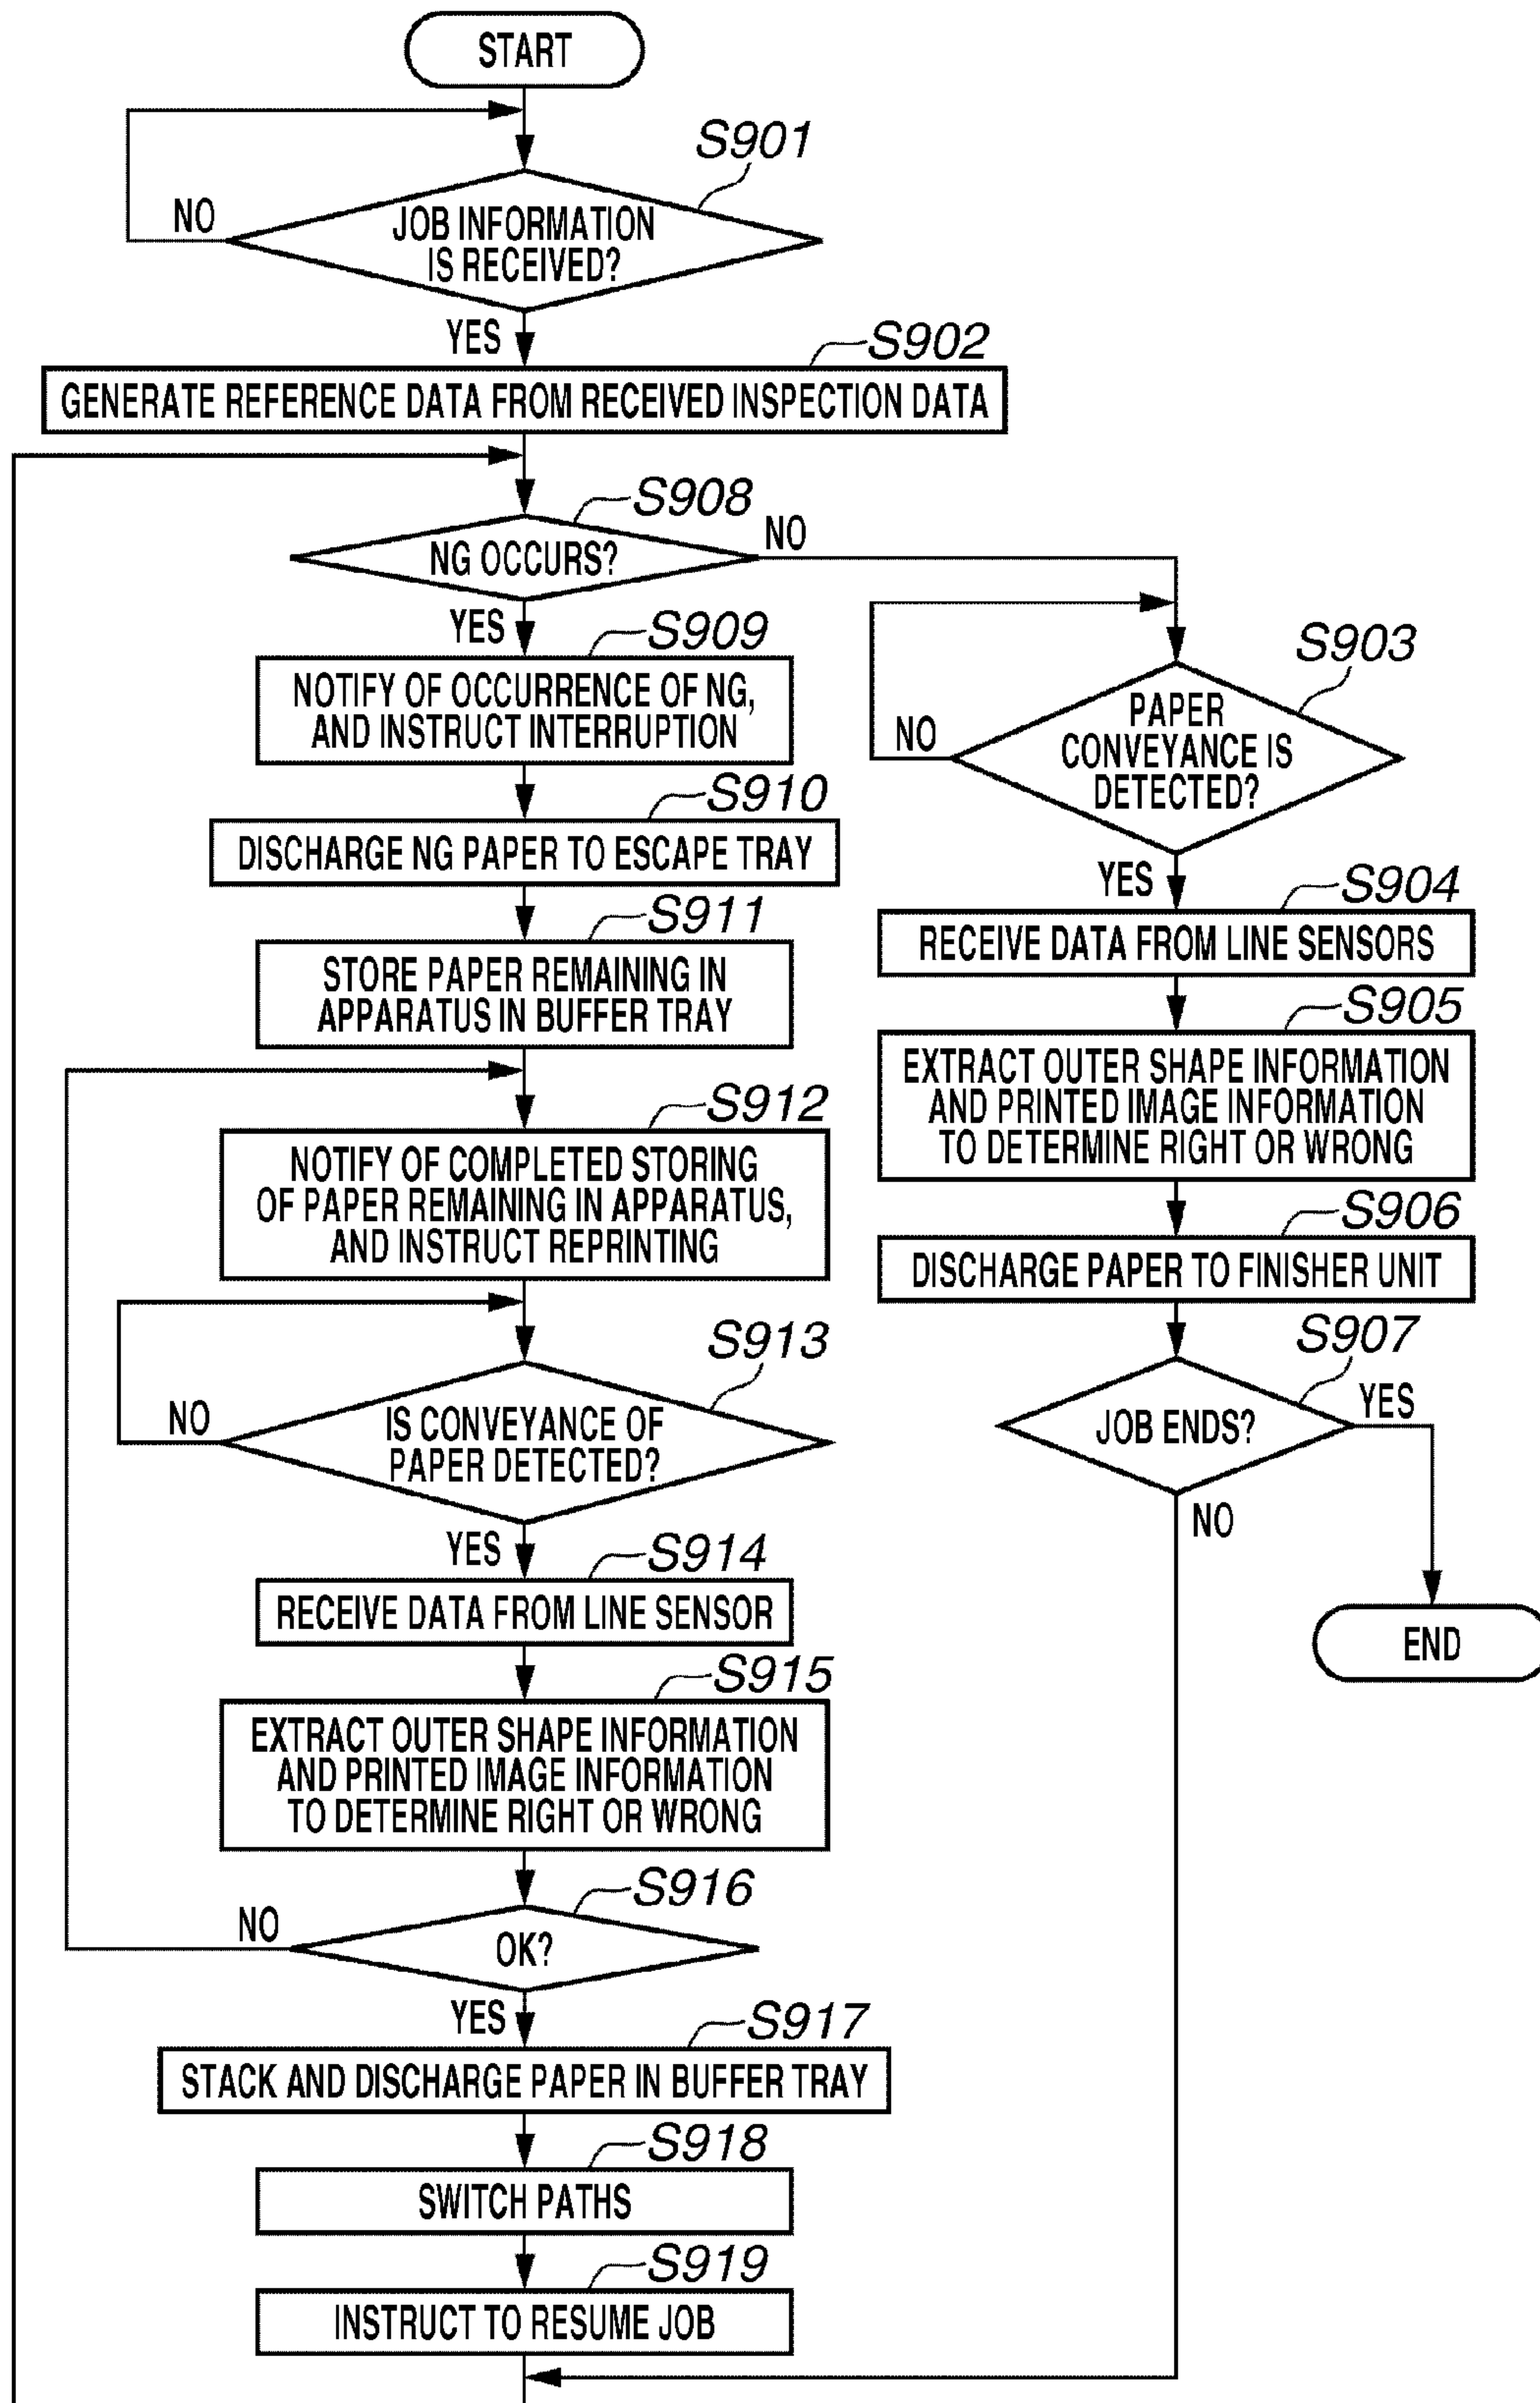 START
S901
JOB INFORMATION
IS RECEIVED?
NO
YES
S902
GENERATE REFERENCE DATA FROM RECEIVED INSPECTION DATA
S908
NG OCCURS?
NO
YES
S909
NOTIFY OF OCCURRENCE OF NG,
AND INSTRUCT INTERRUPTION
S910
DISCHARGE NG PAPER TO ESCAPE TRAY
S911
STORE PAPER REMAINING IN
APPARATUS IN BUFFER TRAY
S912
NOTIFY OF COMPLETED STORING
OF PAPER REMAINING IN APPARATUS,
AND INSTRUCT REPRINTING
S913
IS CONVEYANCE OF
PAPER DETECTED?
NO
YES
S914
RECEIVE DATA FROM LINE SENSOR
S915
EXTRACT OUTER SHAPE INFORMATION
AND PRINTED IMAGE INFORMATION
TO DETERMINE RIGHT OR WRONG
S916
OK?
NO
YES
S917
STACK AND DISCHARGE PAPER IN BUFFER TRAY
S918
SWITCH PATHS
S919
INSTRUCT TO RESUME JOB
S903
PAPER
CONVEYANCE IS
DETECTED?
NO
YES
S904
RECEIVE DATA FROM LINE SENSORS
S905
EXTRACT OUTER SHAPE INFORMATION
AND PRINTED IMAGE INFORMATION
TO DETERMINE RIGHT OR WRONG
S906
DISCHARGE PAPER TO FINISHER UNIT
S907
JOB ENDS?
YES
NO
END